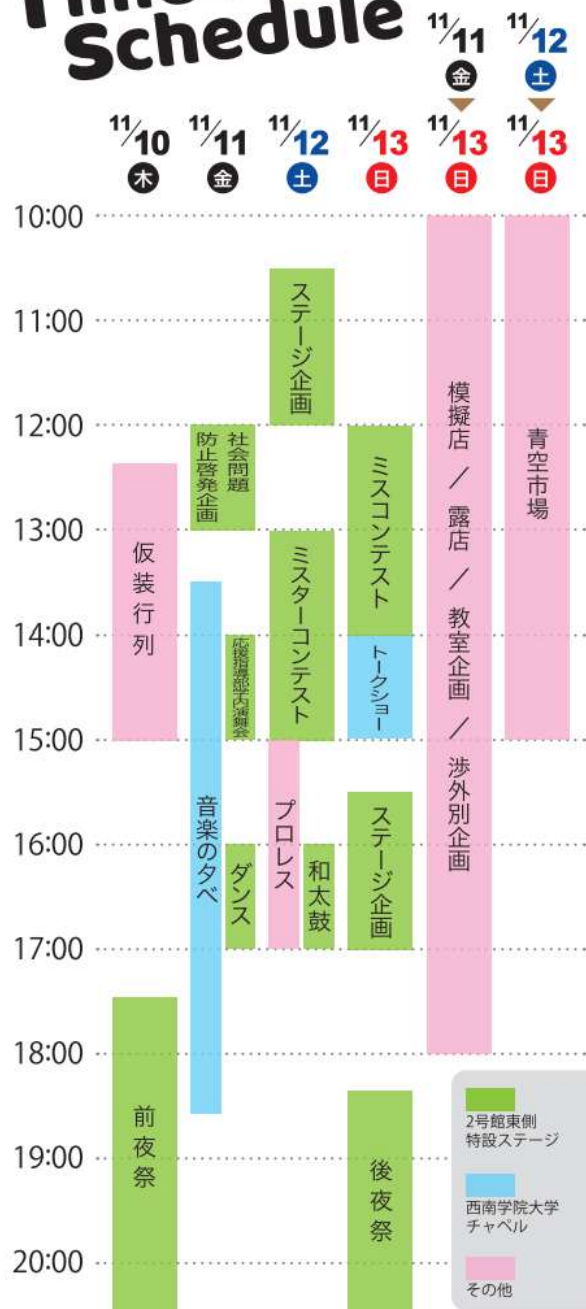 Schedule
11/11
金
11/12
土
11/10
木
11/11
金
11/12
土
11/13
日
11/13
日
11/13
日
10:00
11:00
12:00
13:00
14:00
15:00
16:00
17:00
18:00
19:00
20:00
仮装行列
前夜祭
社会問題
防止啓発企画
音楽の夕べ
応援指導部学内演舞会
ダンス
ステージ企画
ミスターコンテスト
プロレス
和太鼓
ミスコンテスト
トークショー
ステージ企画
後夜祭
模擬店 / 露店 / 教室企画 / 渉外別企画
青空市場
2号館東側
特設ステージ
西南学院大学
チャペル
その他